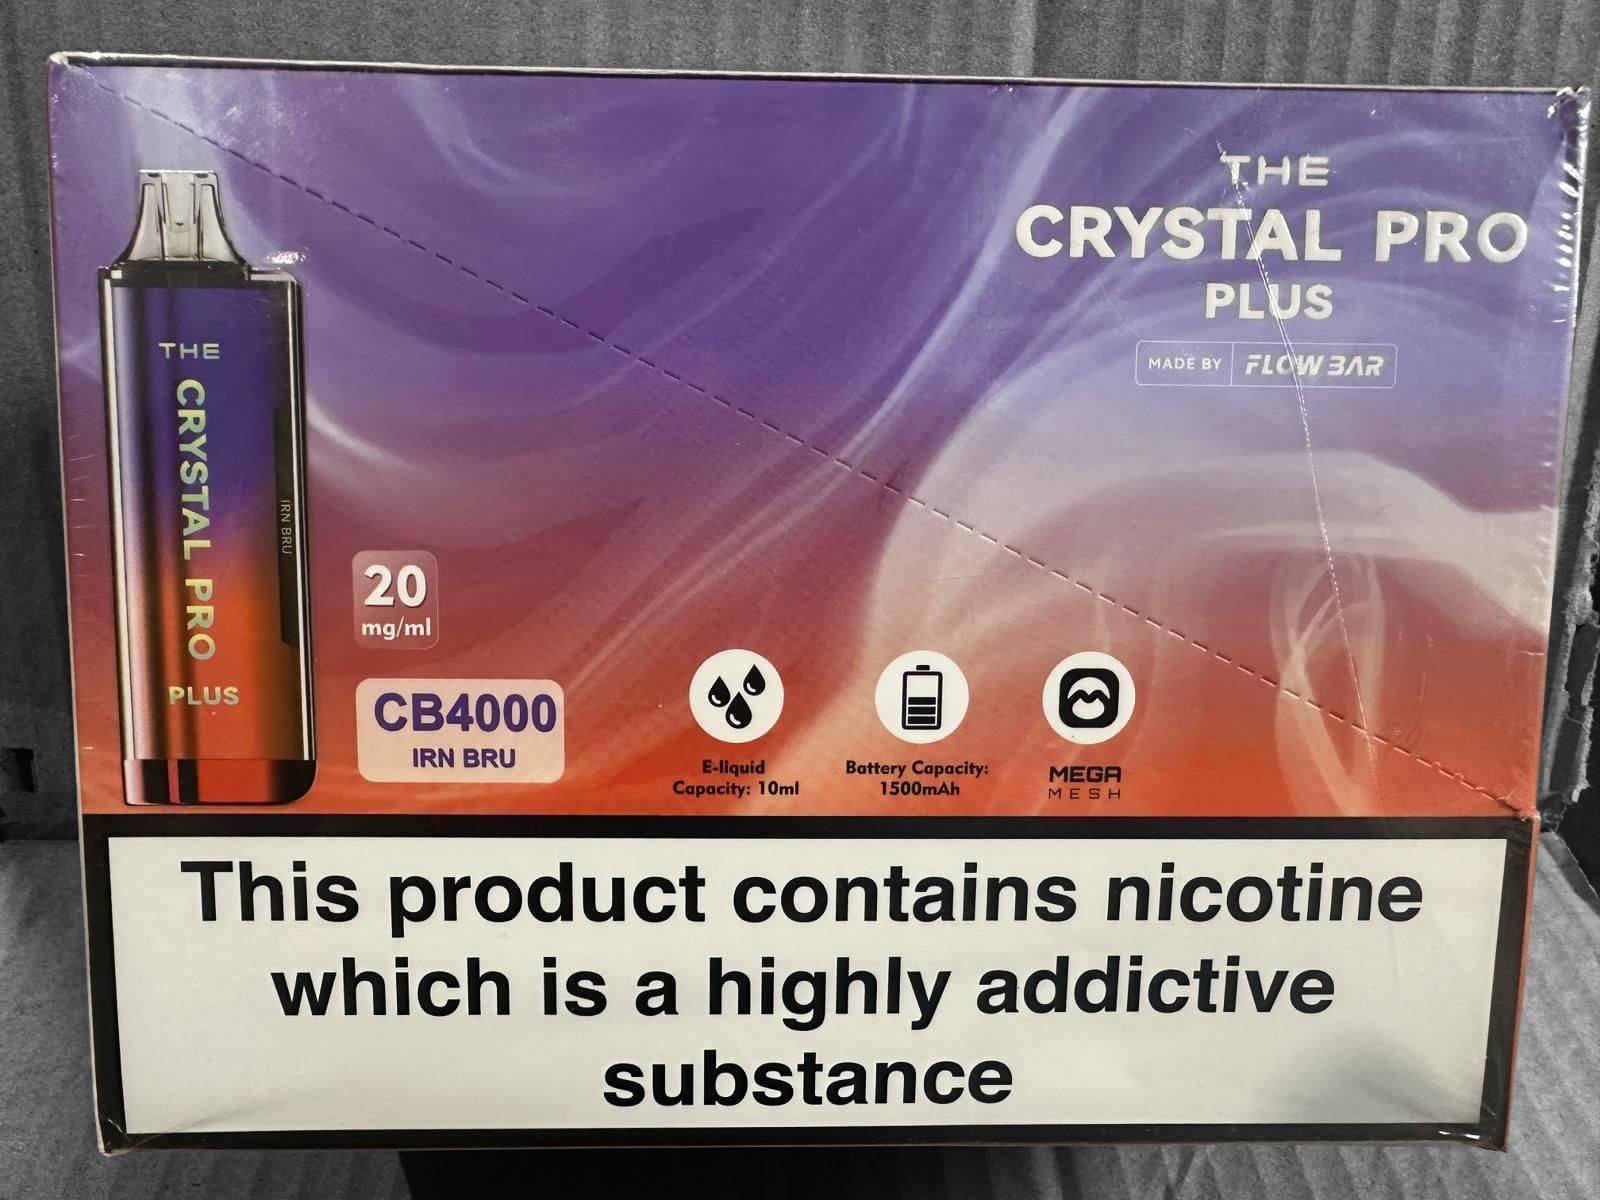 THE
CRYSTAL PRO
PLUS
MADE BY FLOW BAR
THE
CRYSTAL PRO
PLUS
IRN BRU
20
mg/ml
CB4000
IRN BRU
E-liquid
Capacity: 10ml
Battery Capacity:
1500mAh
MEGA
MESH
This product contains nicotine
which is a highly addictive
substance